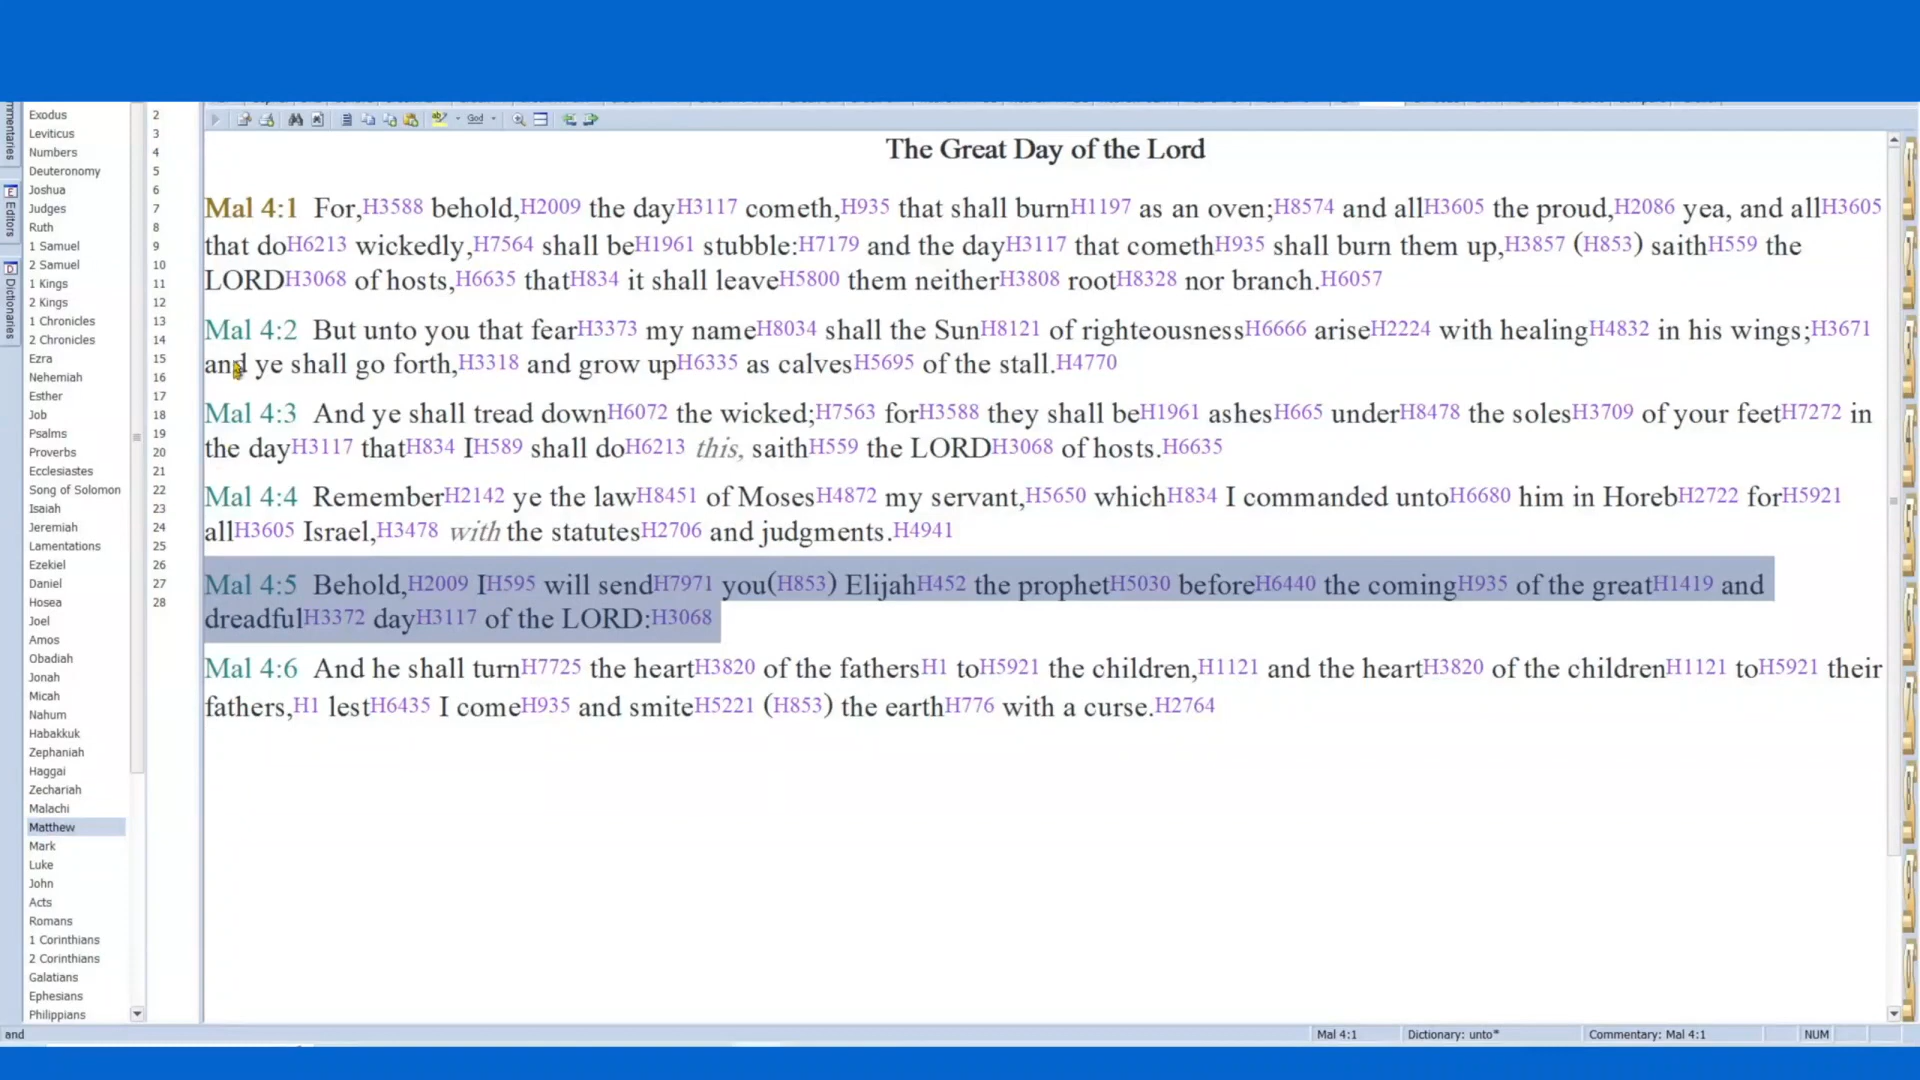 The Great Day of the Lord
Mal 4:1 For,H3588 behold,H2009 the dayH3117 cometh,H935 that shall burnH1197 as an oven;H8574 and allH3605 the proud,H2086 yea, and allH3605
that doH6213 wickedly,H7564 shall beH1961 stubble:H7179 and the dayH3117 that comethH935 shall burn them up,H3857 (H853) saithH559 the
LORDH3068 of hosts,H6635 thatH834 it shall leaveH5800 them neitherH3808 rootH8328 nor branch.H6057
Mal 4:2 But unto you that fearH3373 my nameH8034 shall the SunH8121 of righteousnessH6666 ariseH2224 with healingH4832 in his wings;H3671
and ye shall go forth,H3318 and grow upH6335 as calvesH5695 of the stall.H4770
Mal 4:3 And ye shall tread downH6072 the wicked;H7563 forH3588 they shall beH1961 ashesH665 underH8478 the solesH3709 of your feetH7272 in
the dayH3117 thatH834 IH589 shall doH6213 this, saithH559 the LORDH3068 of hosts.H6635
Mal 4:4 RememberH2142 ye the lawH8451 of MosesH4872 my servant,H5650 whichH834 I commanded untoH6680 him in HorebH2722 forH5921
allH3605 Israel,H3478 with the statutesH2706 and judgments.H4941
Mal 4:5 Behold,H2009 IH595 will sendH7971 you(H853) ElijahH452 the prophetH5030 beforeH6440 the comingH935 of the greatH1419 and
dreadfulH3372 dayH3117 of the LORD:H3068
Mal 4:6 And he shall turnH7725 the heartH3820 of the fathersH1 toH5921 the children,H1121 and the heartH3820 of the childrenH1121 toH5921 their
fathers,H1 lestH6435 I comeH935 and smiteH5221 (H853) the earthH776 with a curse.H2764
Exodus
Leviticus
Numbers
Deuteronomy
Joshua
Judges
Ruth
1 Samuel
2 Samuel
1 Kings
2 Kings
1 Chronicles
2 Chronicles
Ezra
Nehemiah
Esther
Job
Psalms
Proverbs
Ecclesiastes
Song of Solomon
Isaiah
Jeremiah
Lamentations
Ezekiel
Daniel
Hosea
Joel
Amos
Obadiah
Jonah
Micah
Nahum
Habakkuk
Zephaniah
Haggai
Zechariah
Malachi
Matthew
Mark
Luke
John
Acts
Romans
1 Corinthians
2 Corinthians
Galatians
Ephesians
Philippians
2
3
4
5
6
7
8
9
10
11
12
13
14
15
16
17
18
19
20
21
22
23
24
25
26
27
28
E Editors
D Dictionaries
God
and
Mal 4:1
Dictionary: unto*
Commentary: Mal 4:1
NUM